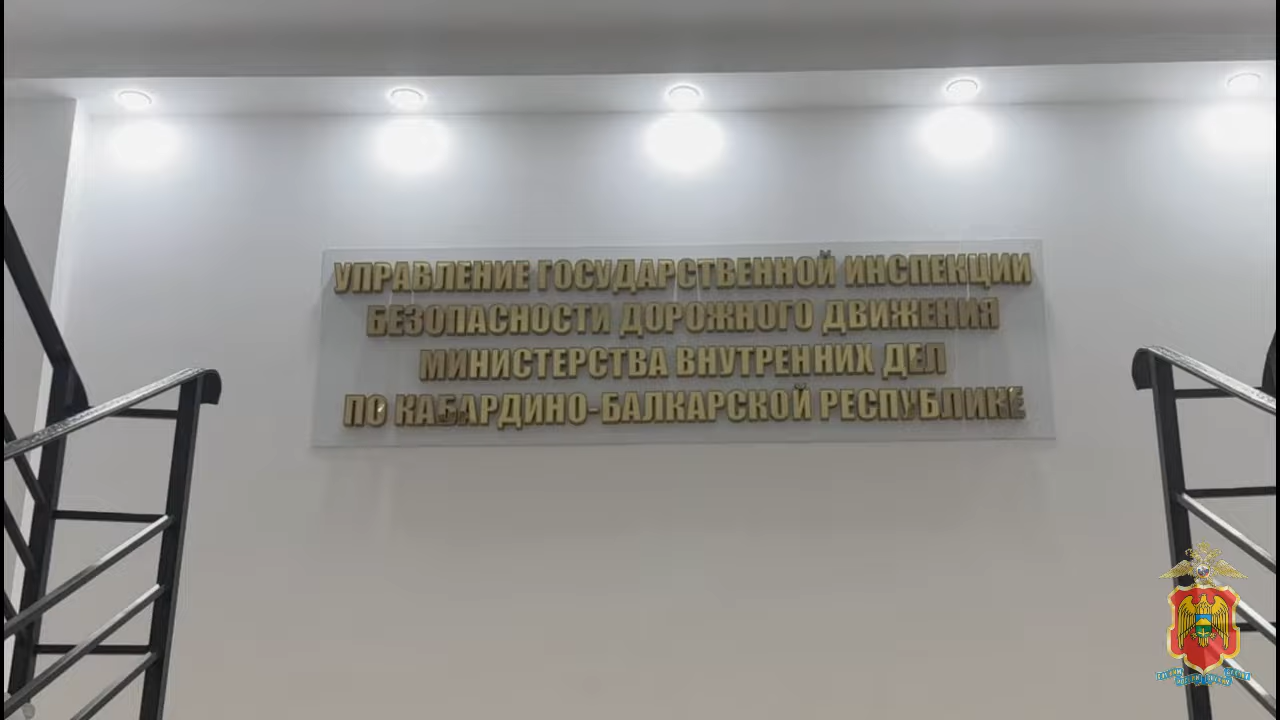 УПРАВЛЕНИЕ ГОСУДАРСТВЕННОЙ ИНСПЕКЦИИ
БЕЗОПАСНОСТИ ДОРОЖНОГО ДВИЖЕНИЯ
МИНИСТЕРСТВА ВНУТРЕННИХ ДЕЛ
ПО КАБАРДИНО-БАЛКАРСКОЙ РЕСПУБЛИКЕ